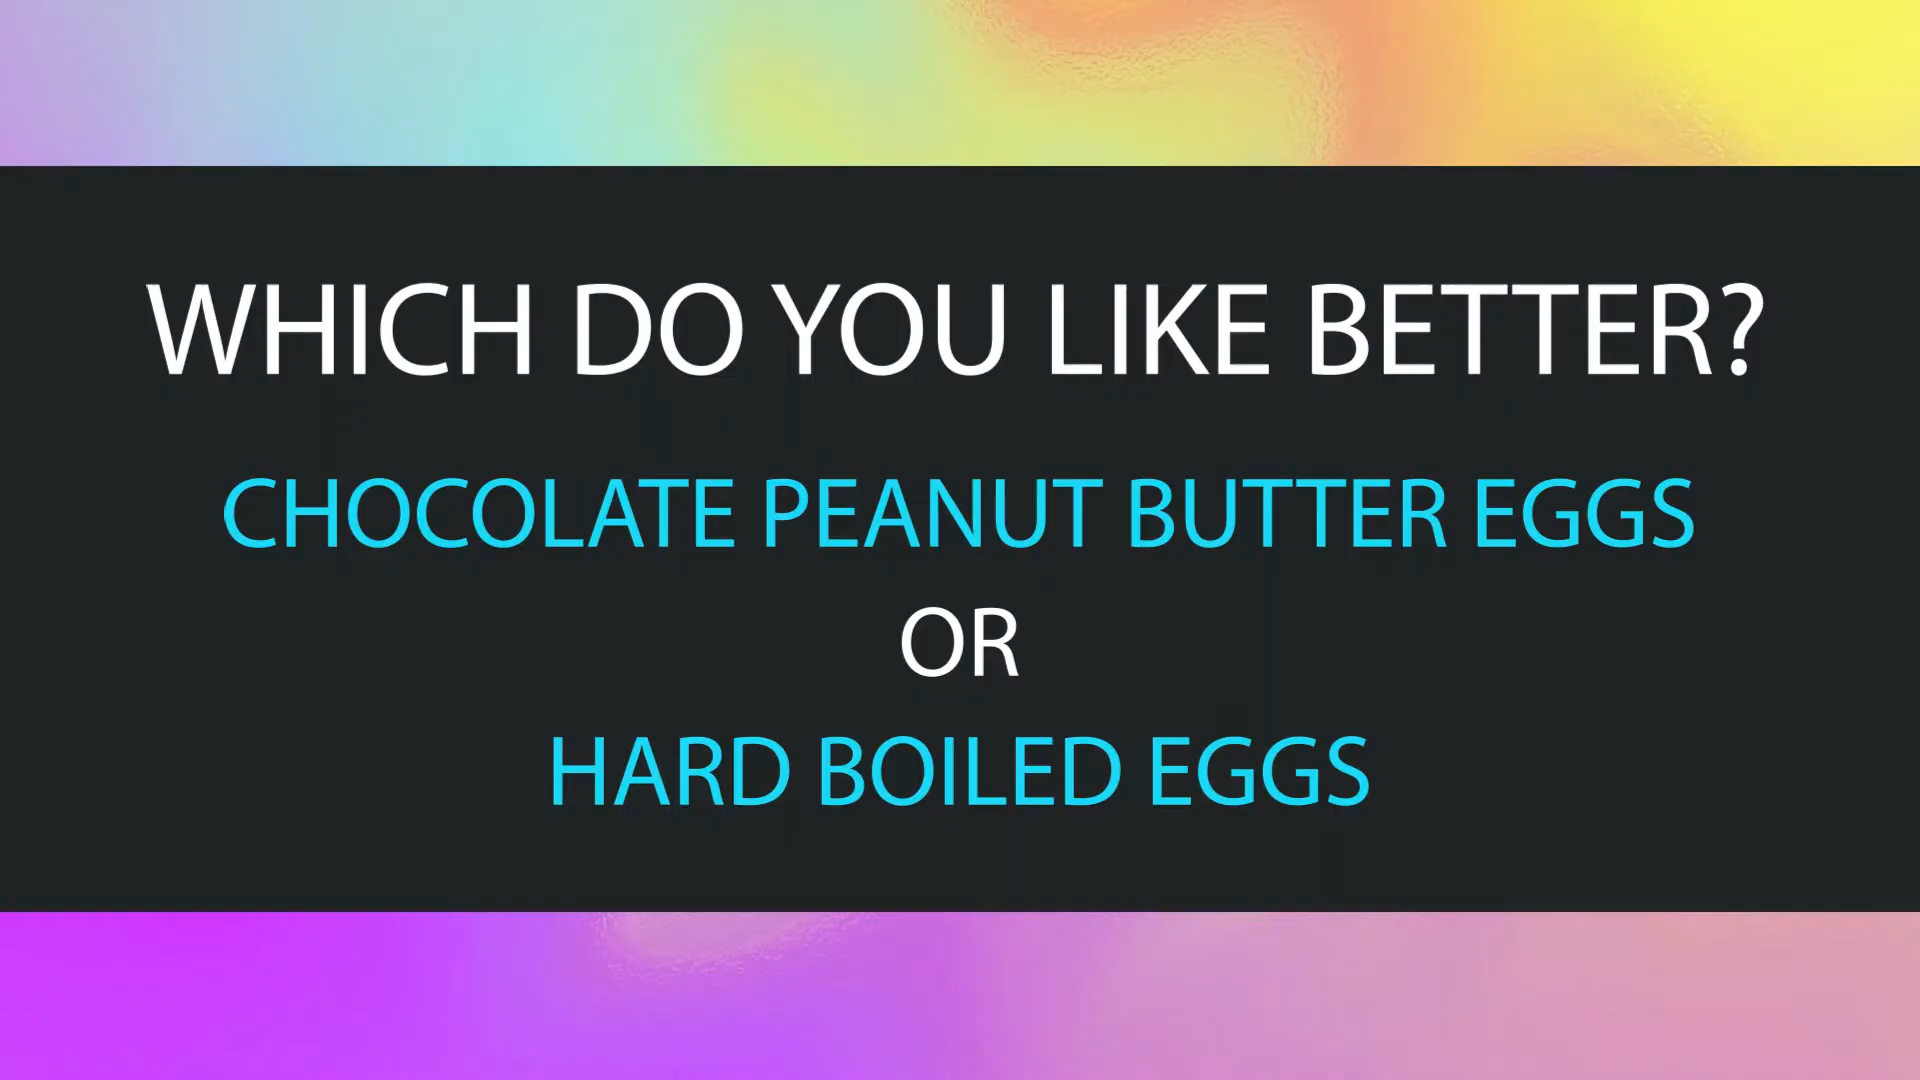 WHICH DO YOU LIKE BETTER?
CHOCOLATE PEANUT BUTTER EGGS
OR
HARD BOILED EGGS